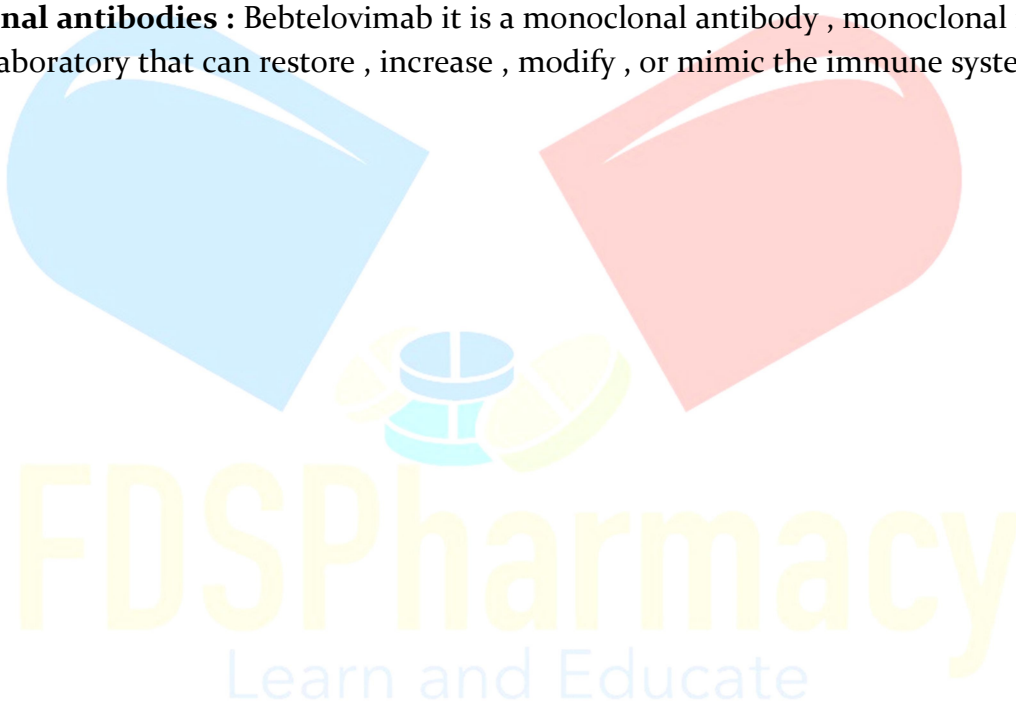 nal antibodies : Bebtelovimab it is a monoclonal antibody , monoclonal
aboratory that can restore , increase , modify , or mimic the immune syste
FDSPharmacy
Learn and Educate